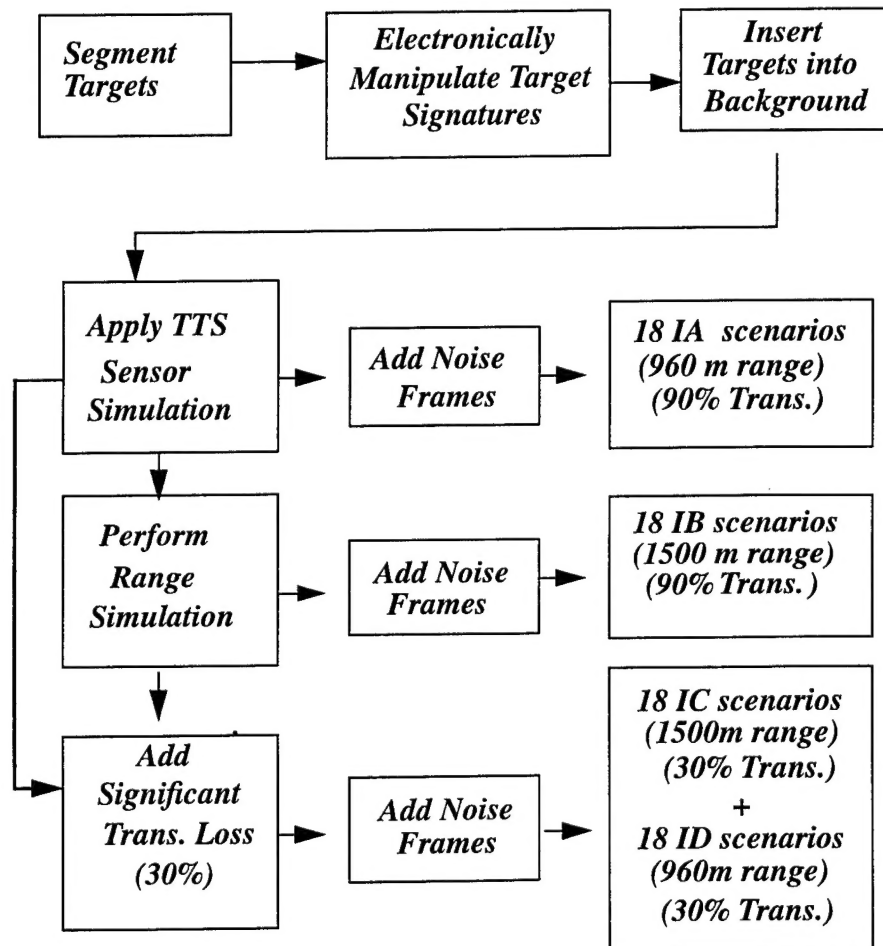 Segment
Targets
Electronically
Manipulate Target
Signatures
Insert
Targets into
Background
Apply TTS
Sensor
Simulation
Add Noise
Frames
18 IA scenarios
(960 m range)
(90% Trans.)
Perform
Range
Simulation
Add Noise
Frames
18 IB scenarios
(1500 m range)
(90% Trans.)
Add
Significant
Trans. Loss
(30%)
Add Noise
Frames
18 IC scenarios
(1500m range)
(30% Trans.)
+
18 ID scenarios
(960m range)
(30% Trans.)